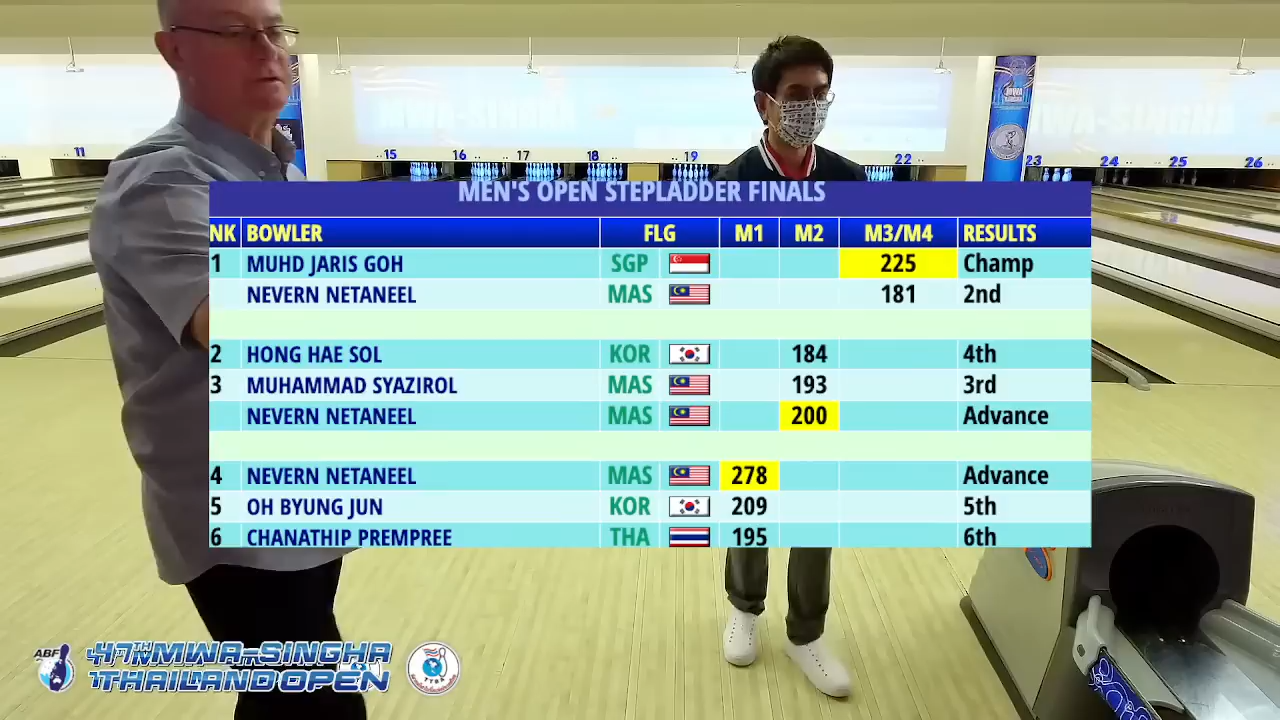 11
15 16 17 18 19 22 23 24 25 26
MEN'S OPEN STEPLADDER FINALS
NK BOWLER FLG M1 M2 M3/M4 RESULTS
1 MUHD JARIS GOH SGP 225 Champ
NEVERN NETANEEL MAS 181 2nd
2 HONG HAE SOL KOR 184 4th
3 MUHAMMAD SYAZIROL MAS 193 3rd
NEVERN NETANEEL MAS 200 Advance
4 NEVERN NETANEEL MAS 278 Advance
5 OH BYUNG JUN KOR 209 5th
6 CHANATHIP PREMPREE THA 195 6th
ABF 47TH MWA-SINGHA
THAILAND OPEN